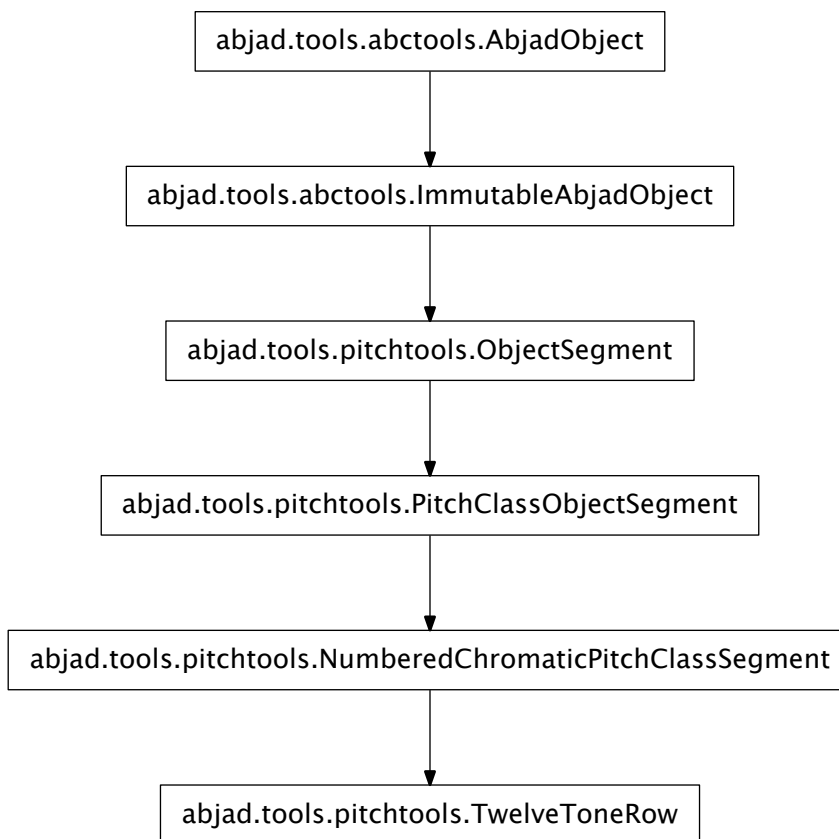 abjad.tools.abctools.AbjadObject
abjad.tools.abctools.ImmutableAbjadObject
abjad.tools.pitchtools.ObjectSegment
abjad.tools.pitchtools.PitchClassObjectSegment
abjad.tools.pitchtools.NumberedChromaticPitchClassSegment
abjad.tools.pitchtools.TwelveToneRow